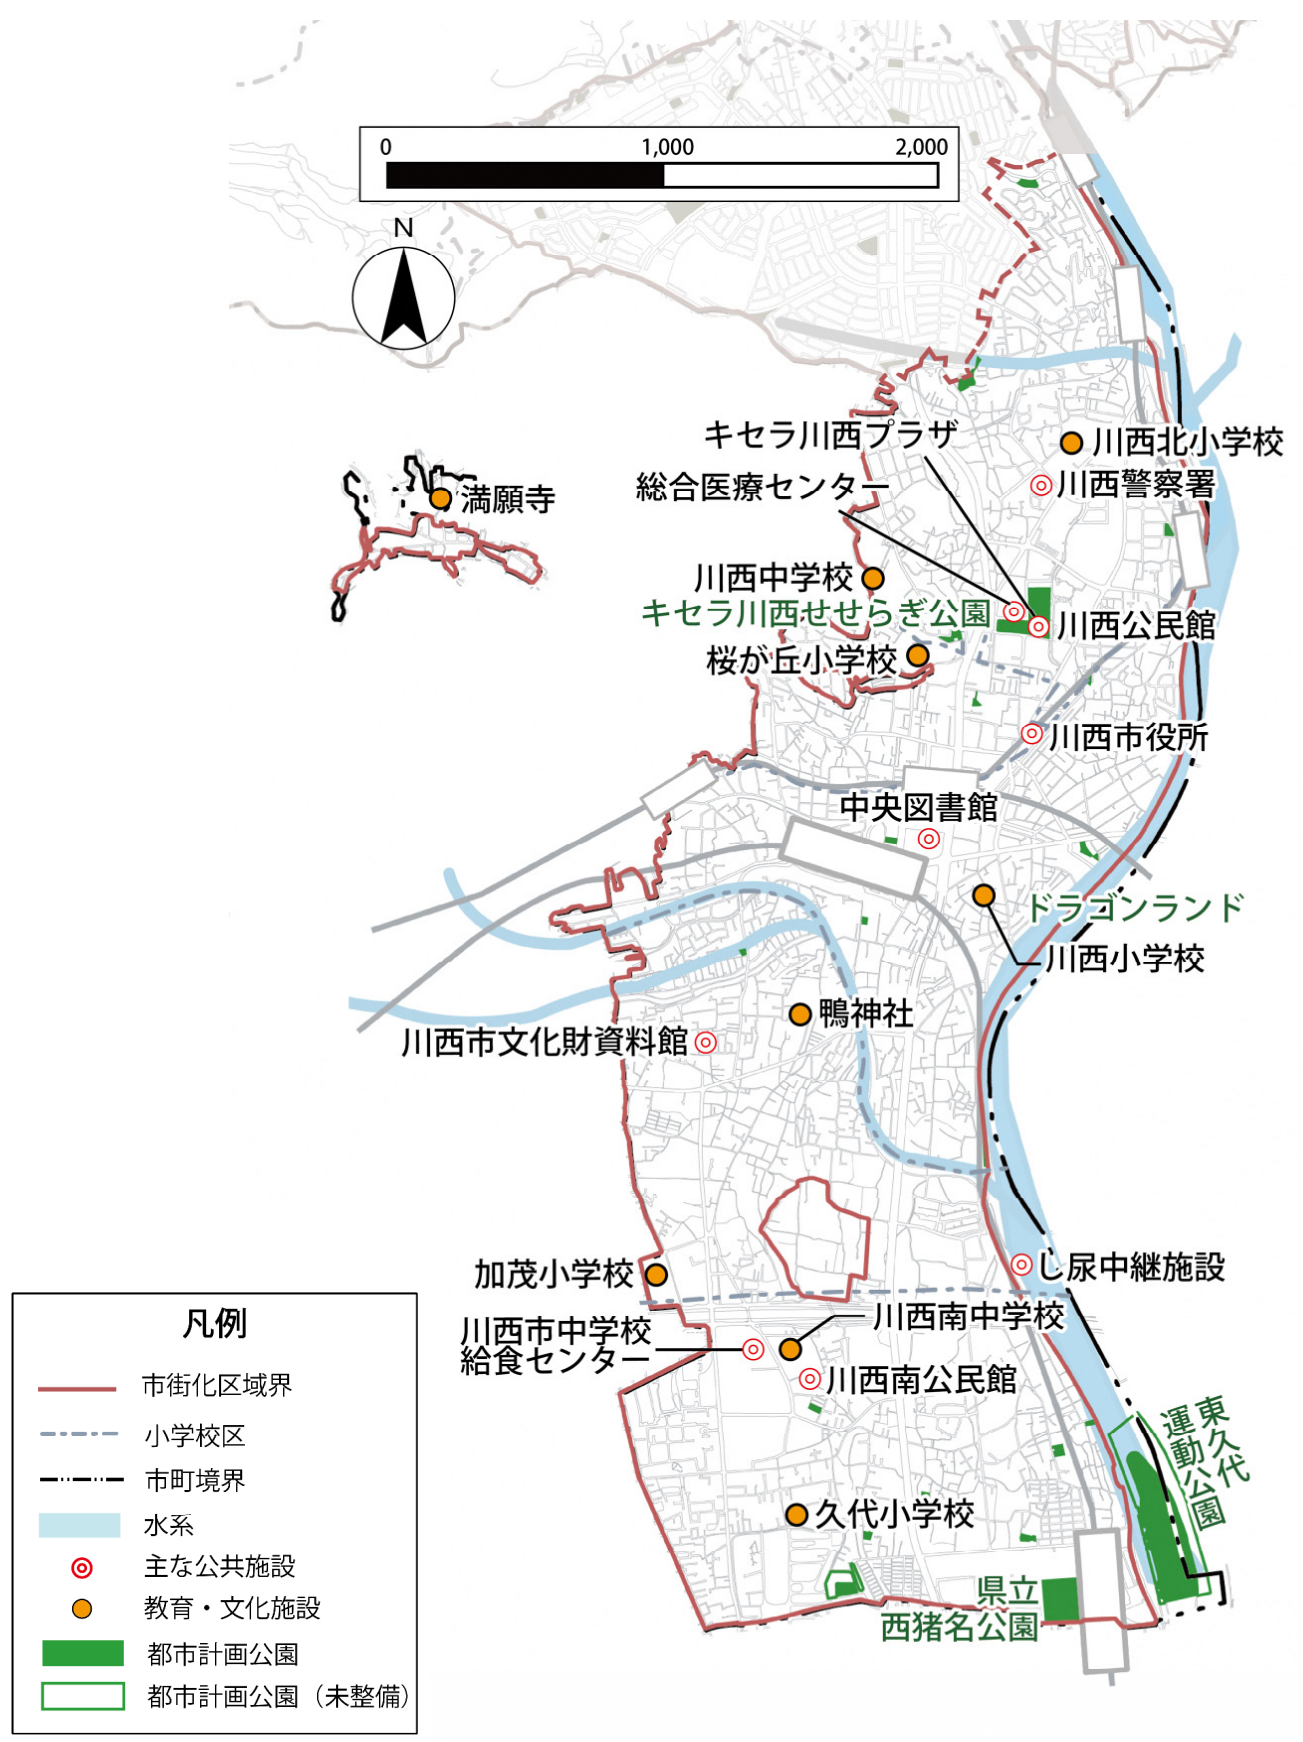 0 1,000 2,000
N
キセラ川西プラザ
川西北小学校
総合医療センター
川西警察署
満願寺
川西中学校
キセラ川西せせらぎ公園
川西公民館
桜が丘小学校
川西市役所
中央図書館
ドラゴンランド
川西小学校
鴨神社
川西市文化財資料館
加茂小学校
し尿中継施設
川西南中学校
川西市中学校
給食センター
川西南公民館
東久代
運動公園
久代小学校
県立
西猪名公園
凡例
市街化区域界
小学校区
市町境界
水系
主な公共施設
教育・文化施設
都市計画公園
都市計画公園（未整備）